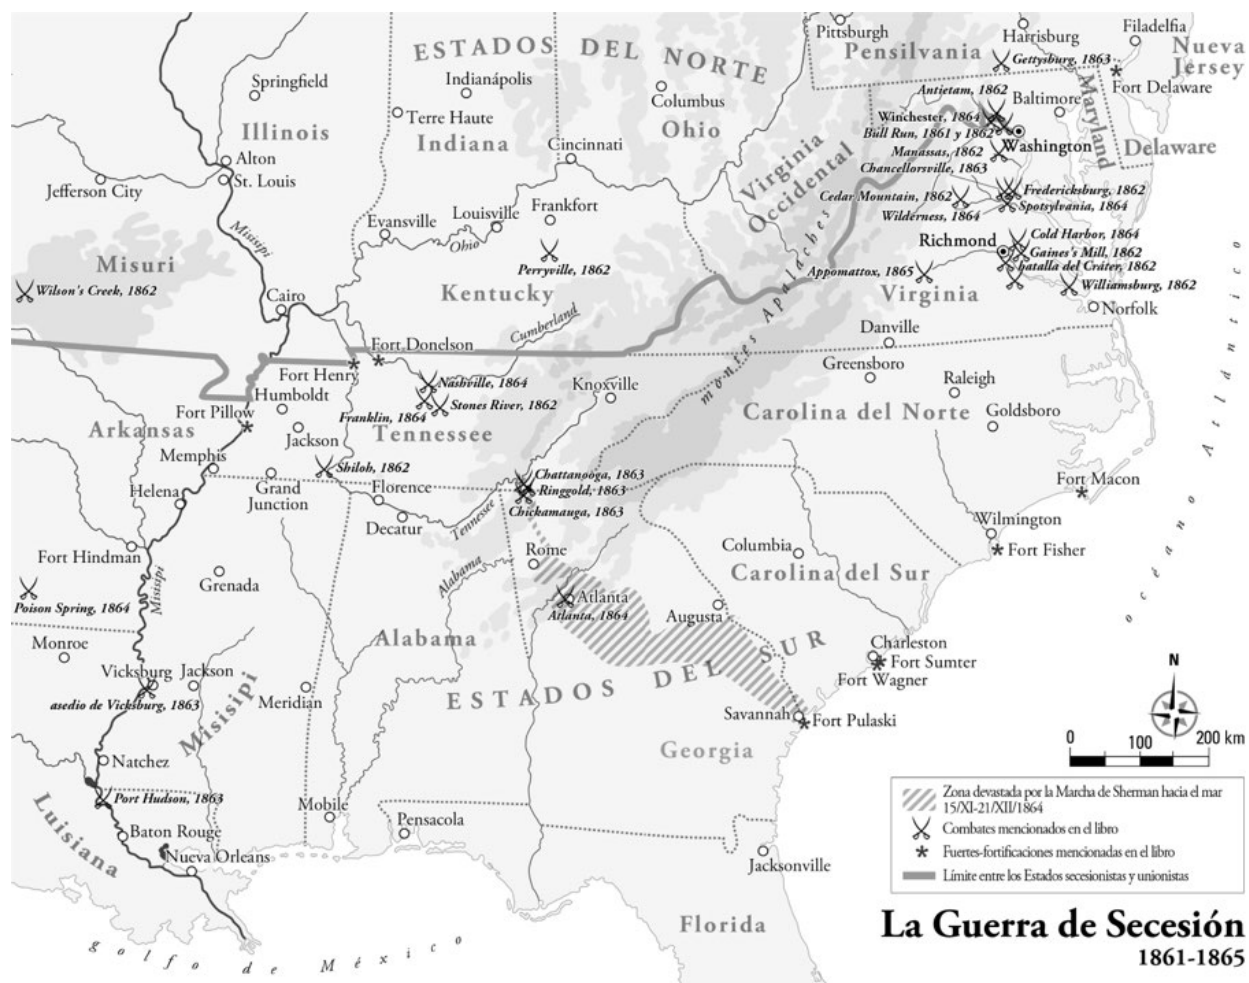 Pittsburgh
Harrisburg
Filadelfia
Pensilvania
Nueva
Jersey
Gettysburg, 1863
Fort Delaware
ESTADOS DEL NORTE
Springfield
Indianápolis
Columbus
Ohio
Antietam, 1862
Baltimore
Maryland
Winchester, 1864
Bull Run, 1861 y 1862
Washington
Delaware
Illinois
Terre Haute
Indiana
Cincinnati
Manassas, 1862
Chancellorsville, 1863
Virginia
Occidental
Alton
St. Louis
Jefferson City
Cedar Mountain, 1862
Fredericksburg, 1862
Spotsylvania, 1864
Wilderness, 1864
Evansville
Louisville
Frankfort
Ohio
Misisipi
Richmond
Cold Harbor, 1864
Gaines's Mill, 1862
batalla del Cráter, 1862
Perryville, 1862
Appomattox, 1865
Williamsburg, 1862
Misuri
Wilson's Creek, 1862
Cairo
Kentucky
Virginia
Norfolk
Cumberland
montes Apalaches
océano Atlántico
Danville
Fort Donelson
Fort Henry
Greensboro
Raleigh
Nashville, 1864
Knoxville
Humboldt
Fort Pillow
Franklin, 1864
Stones River, 1862
Carolina del Norte
Goldsboro
Arkansas
Jackson
Tennessee
Memphis
Shiloh, 1862
Chattanooga, 1863
Ringgold, 1863
Chickamauga, 1863
Helena
Grand
Junction
Florence
Decatur
Tennessee
Fort Macon
Wilmington
Fort Fisher
Fort Hindman
Misisipi
Grenada
Alabama
Rome
Columbia
Carolina del Sur
Poison Spring, 1864
Atlanta
Atlanta, 1864
Augusta
Monroe
Alabama
Charleston
Fort Sumter
Fort Wagner
Vicksburg
Jackson
asedio de Vicksburg, 1863
Misisipi
Meridian
ESTADOS DEL SUR
Savannah
Fort Pulaski
Georgia
N
0 100 200 km
Natchez
Port Hudson, 1863
Luisiana
Mobile
Pensacola
Baton Rouge
Nueva Orleans
Jacksonville
Florida
golfo de México
Zona devastada por la Marcha de Sherman hacia el mar
15/XI-21/XII/1864
Combates mencionados en el libro
Fuertes-fortificaciones mencionadas en el libro
Límite entre los Estados secesionistas y unionistas
La Guerra de Secesión
1861-1865